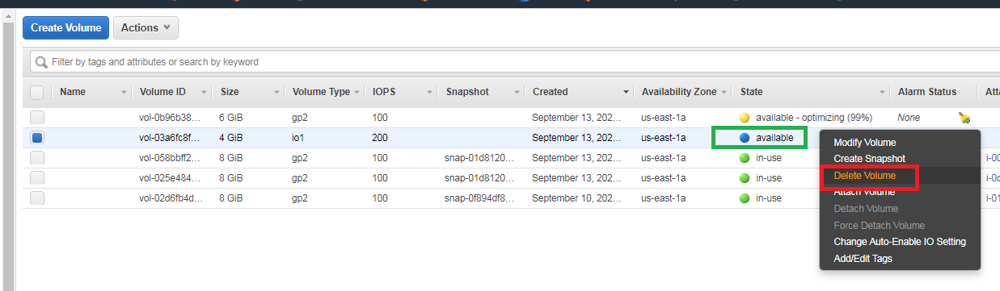 Create Volume Actions
Filter by tags and attributes or search by keyword
Name Volume ID Size Volume Type IOPS Snapshot Created Availability Zone State Alarm Status Atta
vol-0b96b38... 6 GiB gp2 100 September 13, 202... us-east-1a available - optimizing (99%) None
vol-03a6fc8f... 4 GiB io1 200 September 13, 202... us-east-1a available
vol-058bbff2... 8 GiB gp2 100 snap-01d8120... September 13, 202... us-east-1a in-use i-00
vol-025e484... 8 GiB gp2 100 snap-01d8120... September 13, 202... us-east-1a in-use i-0c
vol-02d6fb4d... 8 GiB gp2 100 snap-0f894df8... September 10, 202... us-east-1a in-use i-01
Modify Volume
Create Snapshot
Delete Volume
Attach Volume
Detach Volume
Force Detach Volume
Change Auto-Enable IO Setting
Add/Edit Tags